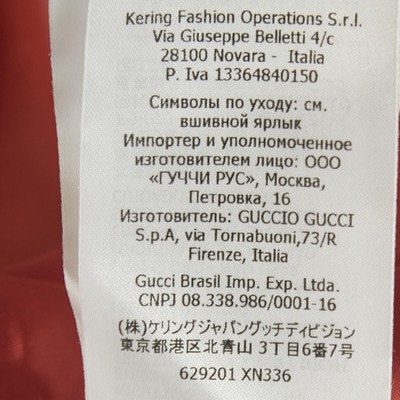 Kering Fashion Operations S.r.l.
Via Giuseppe Belletti 4/c
28100 Novara - Italia
P. Iva 13364840150
Символы по уходу: см.
вшивной ярлык
Импортер и уполномоченное
изготовителем лицо: ООО
«ГУЧЧИ РУС», Москва,
Петровка, 16
Изготовитель: GUCCIO GUCCI
S.p.A, via Tornabuoni,73/R
Firenze, Italia
Gucci Brasil Imp. Exp. Ltda.
CNPJ 08.338.986/0001-16
(株)ケリングジャパングッチディビジョン
東京都港区北青山 3丁目6番7号
629201 XN336